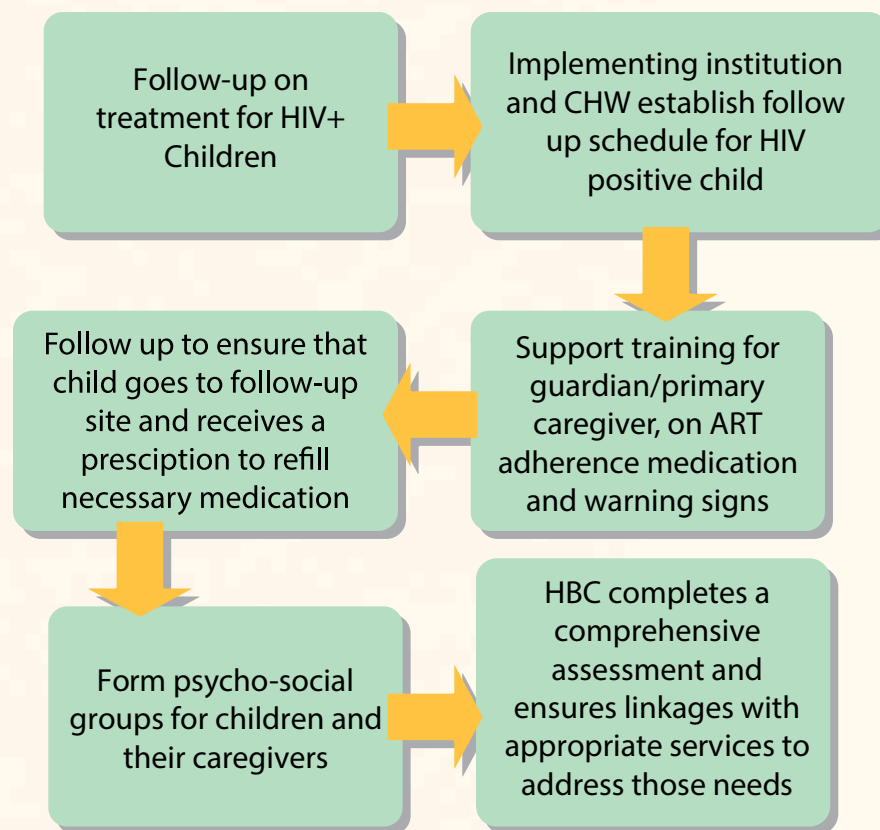 Follow-up on
treatment for HIV+
Children
Implementing institution
and CHW establish follow
up schedule for HIV
positive child
Support training for
guardian/primary
caregiver, on ART
adherence medication
and warning signs
Follow up to ensure that
child goes to follow-up
site and receives a
presciption to refill
necessary medication
Form psycho-social
groups for children and
their caregivers
HBC completes a
comprehensive
assessment and
ensures linkages with
appropriate services to
address those needs